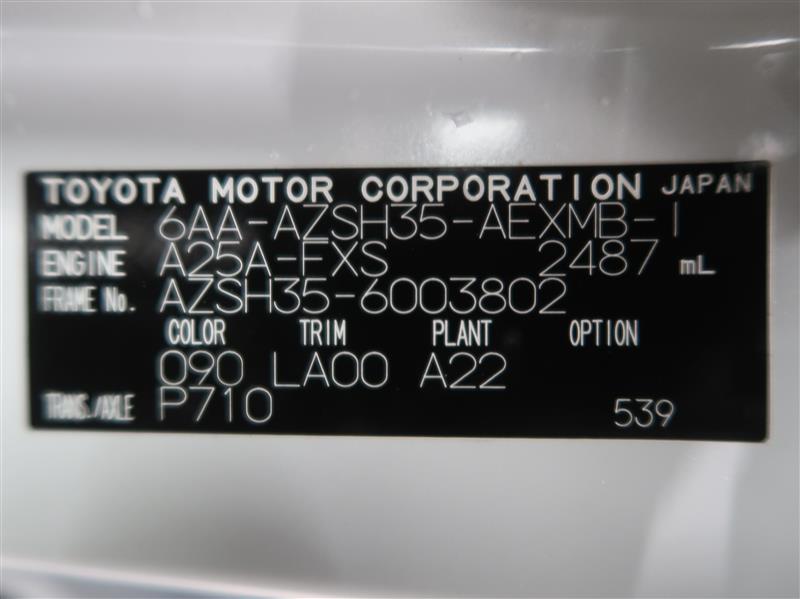 TOYOTA MOTOR CORPORATION JAPAN
MODEL 6AA-AZSH35-AEXMB-1
ENGINE A25A-FXS 2487 mL
FRAME No. AZSH35-6003802
COLOR TRIM PLANT OPTION
090 LA00 A22
TRANS./AXLE P710 539